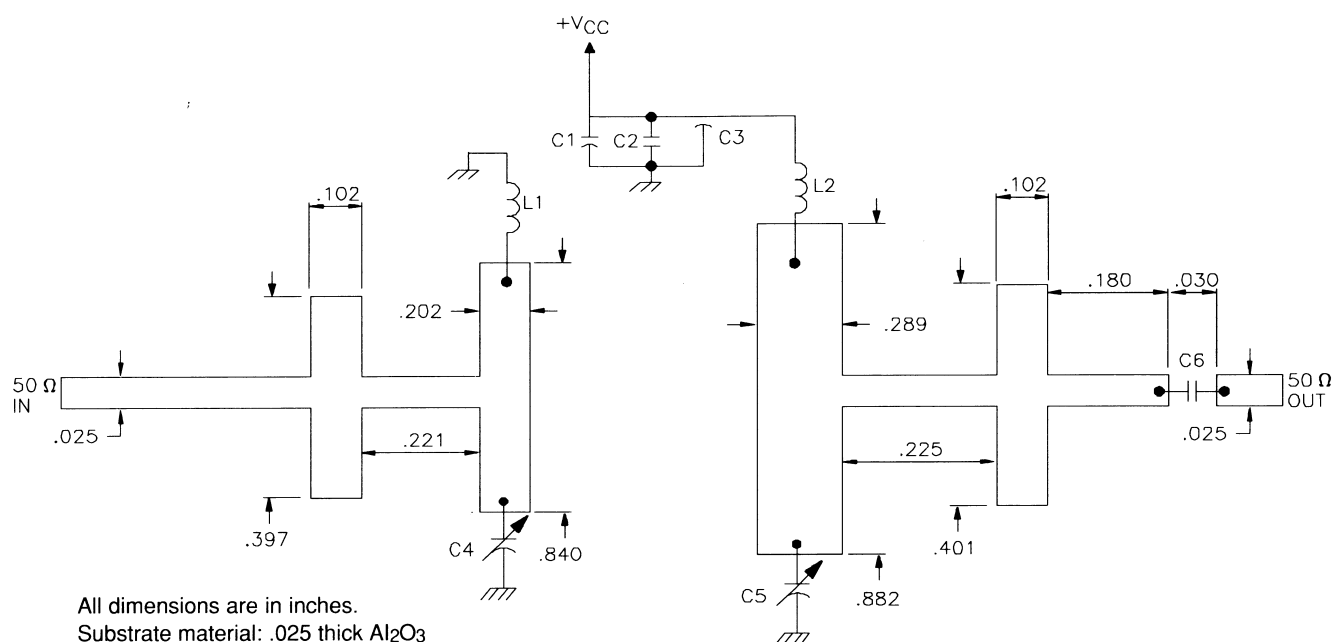 +VCC
C1
C2
C3
L1
L2
.102
.102
.180
.030
.202
.289
C6
50 Ω
IN
50 Ω
OUT
.025
.221
.225
.025
.397
C4
.840
C5
.882
.401
All dimensions are in inches.
Substrate material: .025 thick Al2O3